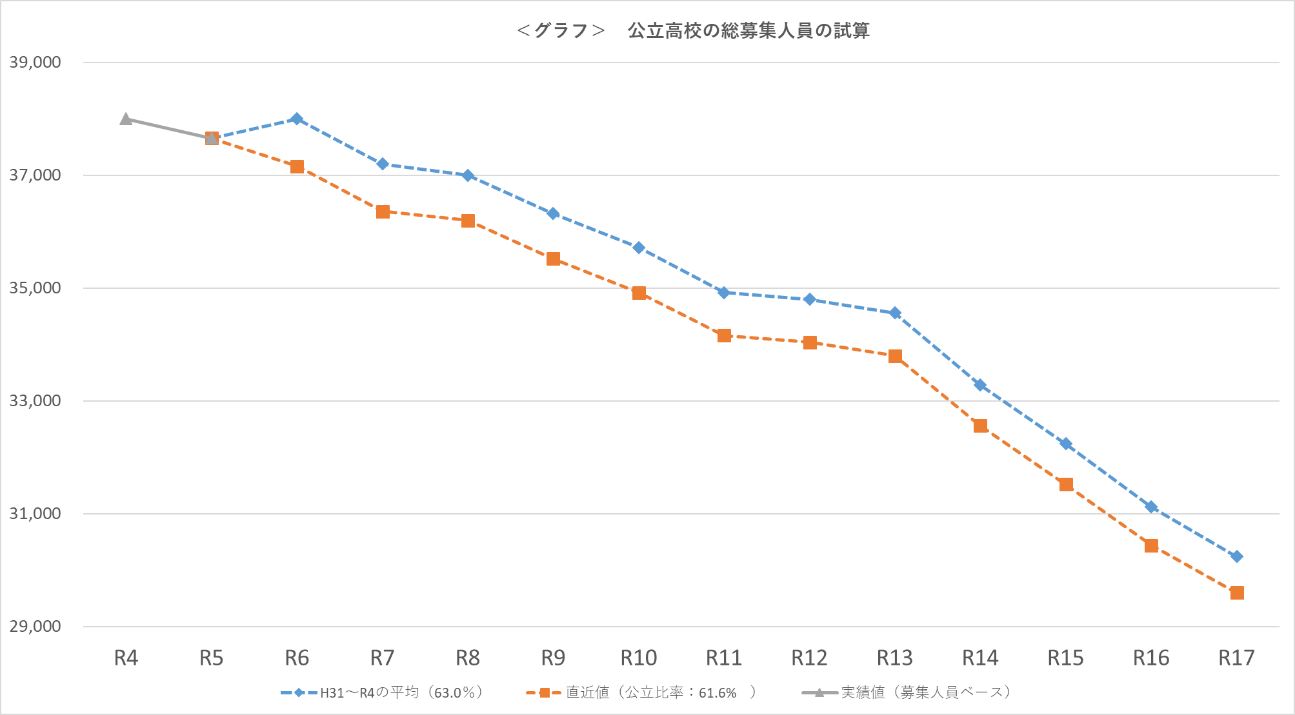 ＜グラフ＞　公立高校の総募集人員の試算
39,000
37,000
35,000
33,000
31,000
29,000
R4 R5 R6 R7 R8 R9 R10 R11 R12 R13 R14 R15 R16 R17
H31～R4の平均（63.0％） 直近値（公立比率：61.6%　） 実績値（募集人員ベース）